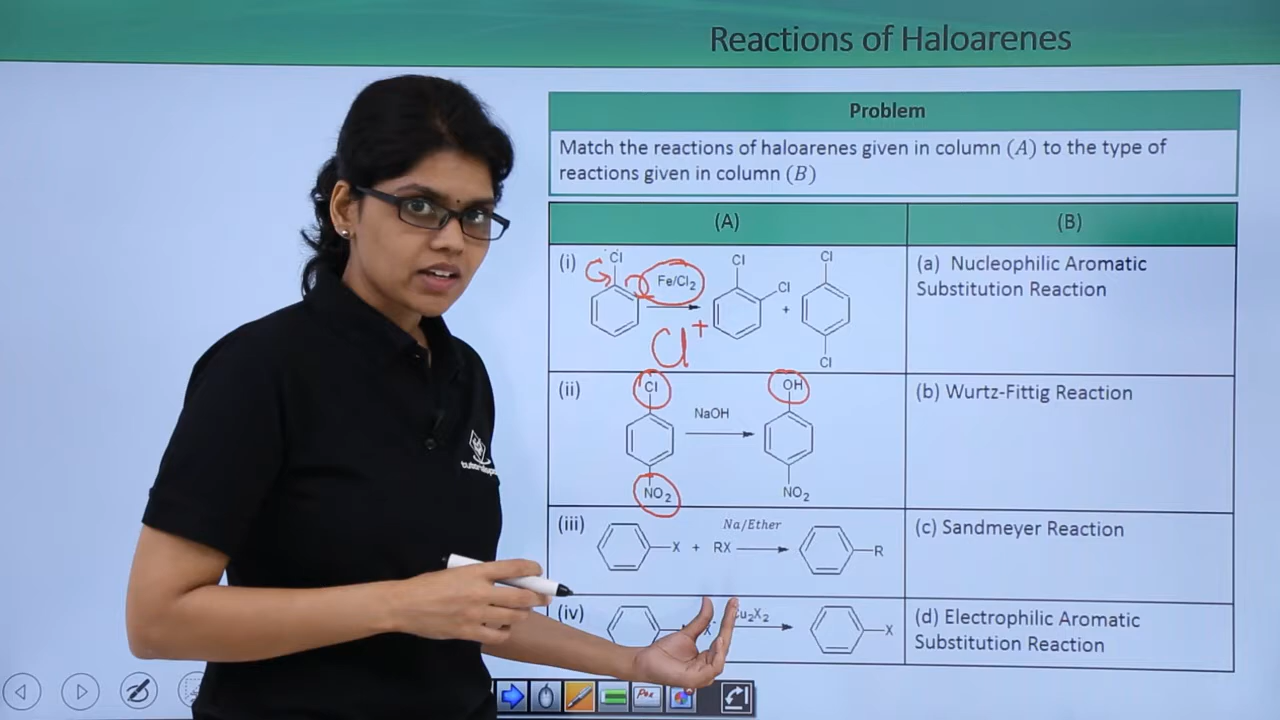 Reactions of Haloarenes
Problem
Match the reactions of haloarenes given in column (A) to the type of
reactions given in column (B)
(A)
(B)
(i)
Cl
Fe/Cl₂
Cl⁺
Cl
Cl
+
Cl
Cl
(a) Nucleophilic Aromatic
Substitution Reaction
(ii)
Cl
NO₂
NaOH
OH
NO₂
(b) Wurtz-Fittig Reaction
(iii)
X + RX
Na/Ether
R
(c) Sandmeyer Reaction
(iv)
X
(d) Electrophilic Aromatic
Substitution Reaction